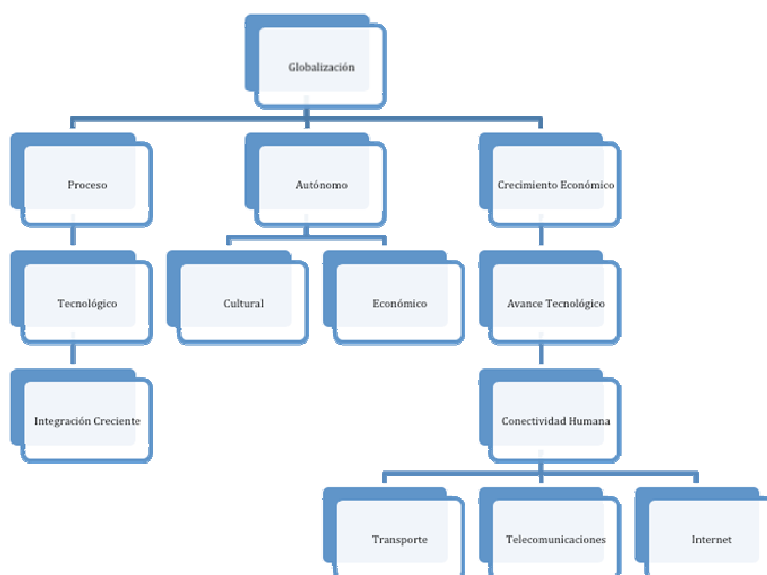 Globalización
Proceso
Autónomo
Crecimiento Económico
Tecnológico
Cultural
Económico
Avance Tecnológico
Integración Creciente
Conectividad Humana
Transporte
Telecomunicaciones
Internet